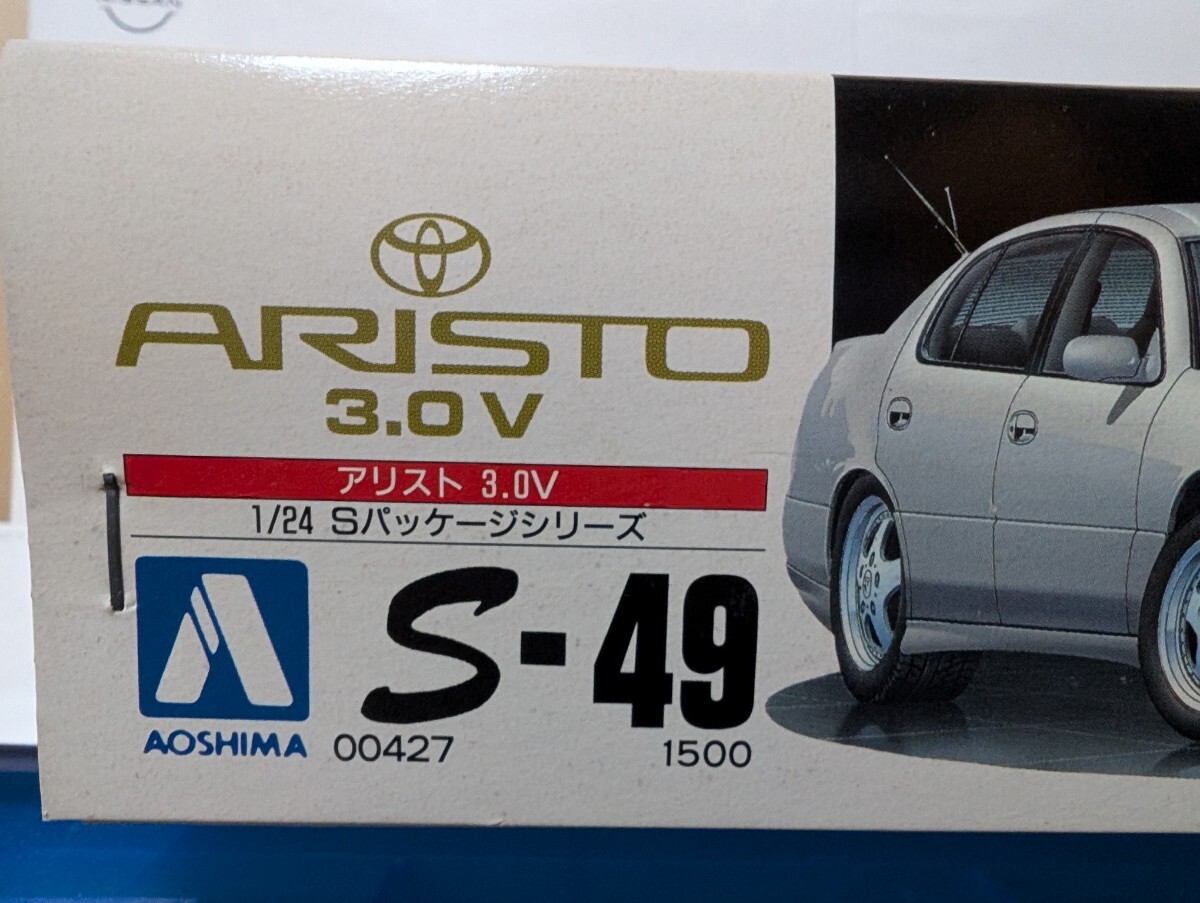 ARISTO
3.0V
アリスト 3.0V
1/24 Sパッケージシリーズ
S-49
AOSHIMA 00427 1500